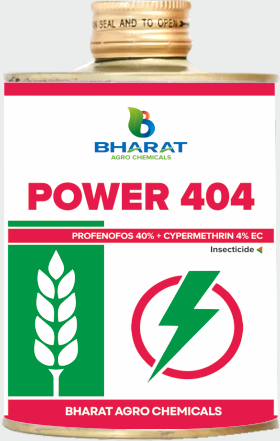 SEAL AND TO OPEN
BHARAT
AGRO CHEMICALS
POWER 404
PROFENOFOS 40% + CYPERMETHRIN 4% EC
Insecticide
BHARAT AGRO CHEMICALS